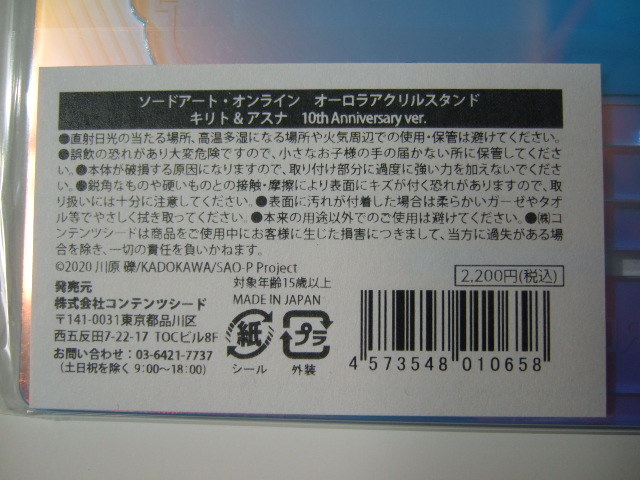 ソードアート・オンライン　オーロラアクリルスタンド
キリト＆アスナ　10th Anniversary ver.
●直射日光の当たる場所、高温多湿になる場所や火気周辺での使用・保管は避けてください。
●誤飲の恐れがあり大変危険ですので、小さなお子様の手の届かない所に保管してくださ
い。●本体が破損する原因になりますので、取り付け部分に過度に強い力を加えないでくださ
い。●鋭角なものや硬いものとの接触・摩擦により表面にキズが付く恐れがありますので、取
り扱いには十分に注意してください。●表面に汚れが付着した場合は柔らかいガーゼやタオ
ル等でやさしく拭き取ってください。●本来の用途以外でのご使用は避けてください。●㈱コ
ンテンツシードは商品をご使用中にお客様に生じた損害につきまして、当方に過失がある場
合を除き、一切の責任を負いかねます。
©2020 川原 礫/KADOKAWA/SAO-P Project
発売元
株式会社コンテンツシード
〒141-0031東京都品川区
西五反田7-22-17 TOCビル8F
お問い合わせ：03-6421-7737
(土日祝を除く 9:00～18:00)
対象年齢15歳以上
MADE IN JAPAN
紙
シール
プラ
外装
2,200円(税込)
4 573548 010658